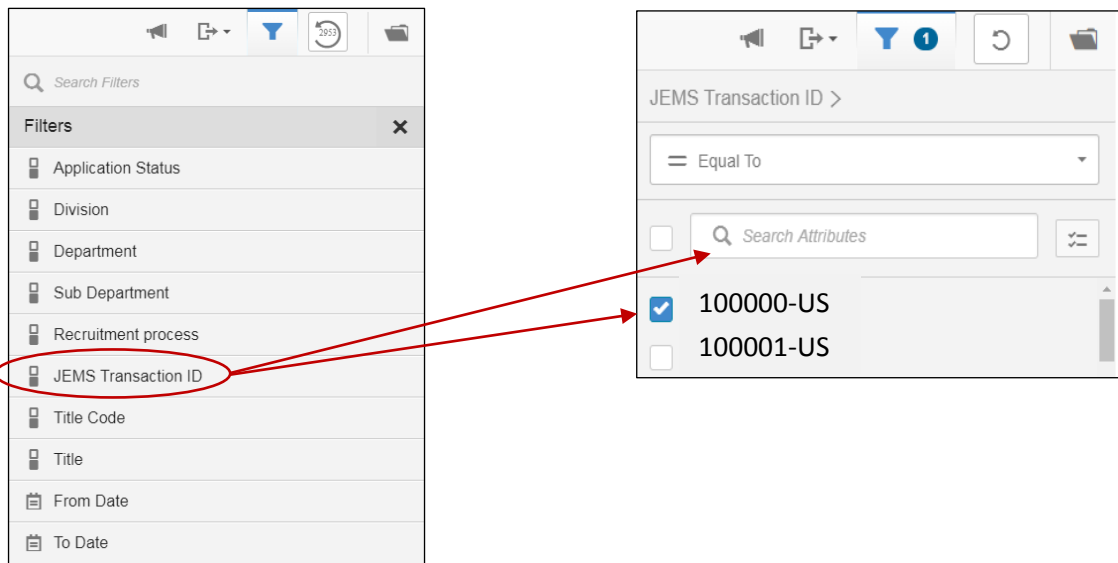 2953
Search Filters
Filters
Application Status
Division
Department
Sub Department
Recruitment process
JEMS Transaction ID
Title Code
Title
From Date
To Date
1
JEMS Transaction ID >
Equal To
Search Attributes
100000-US
100001-US